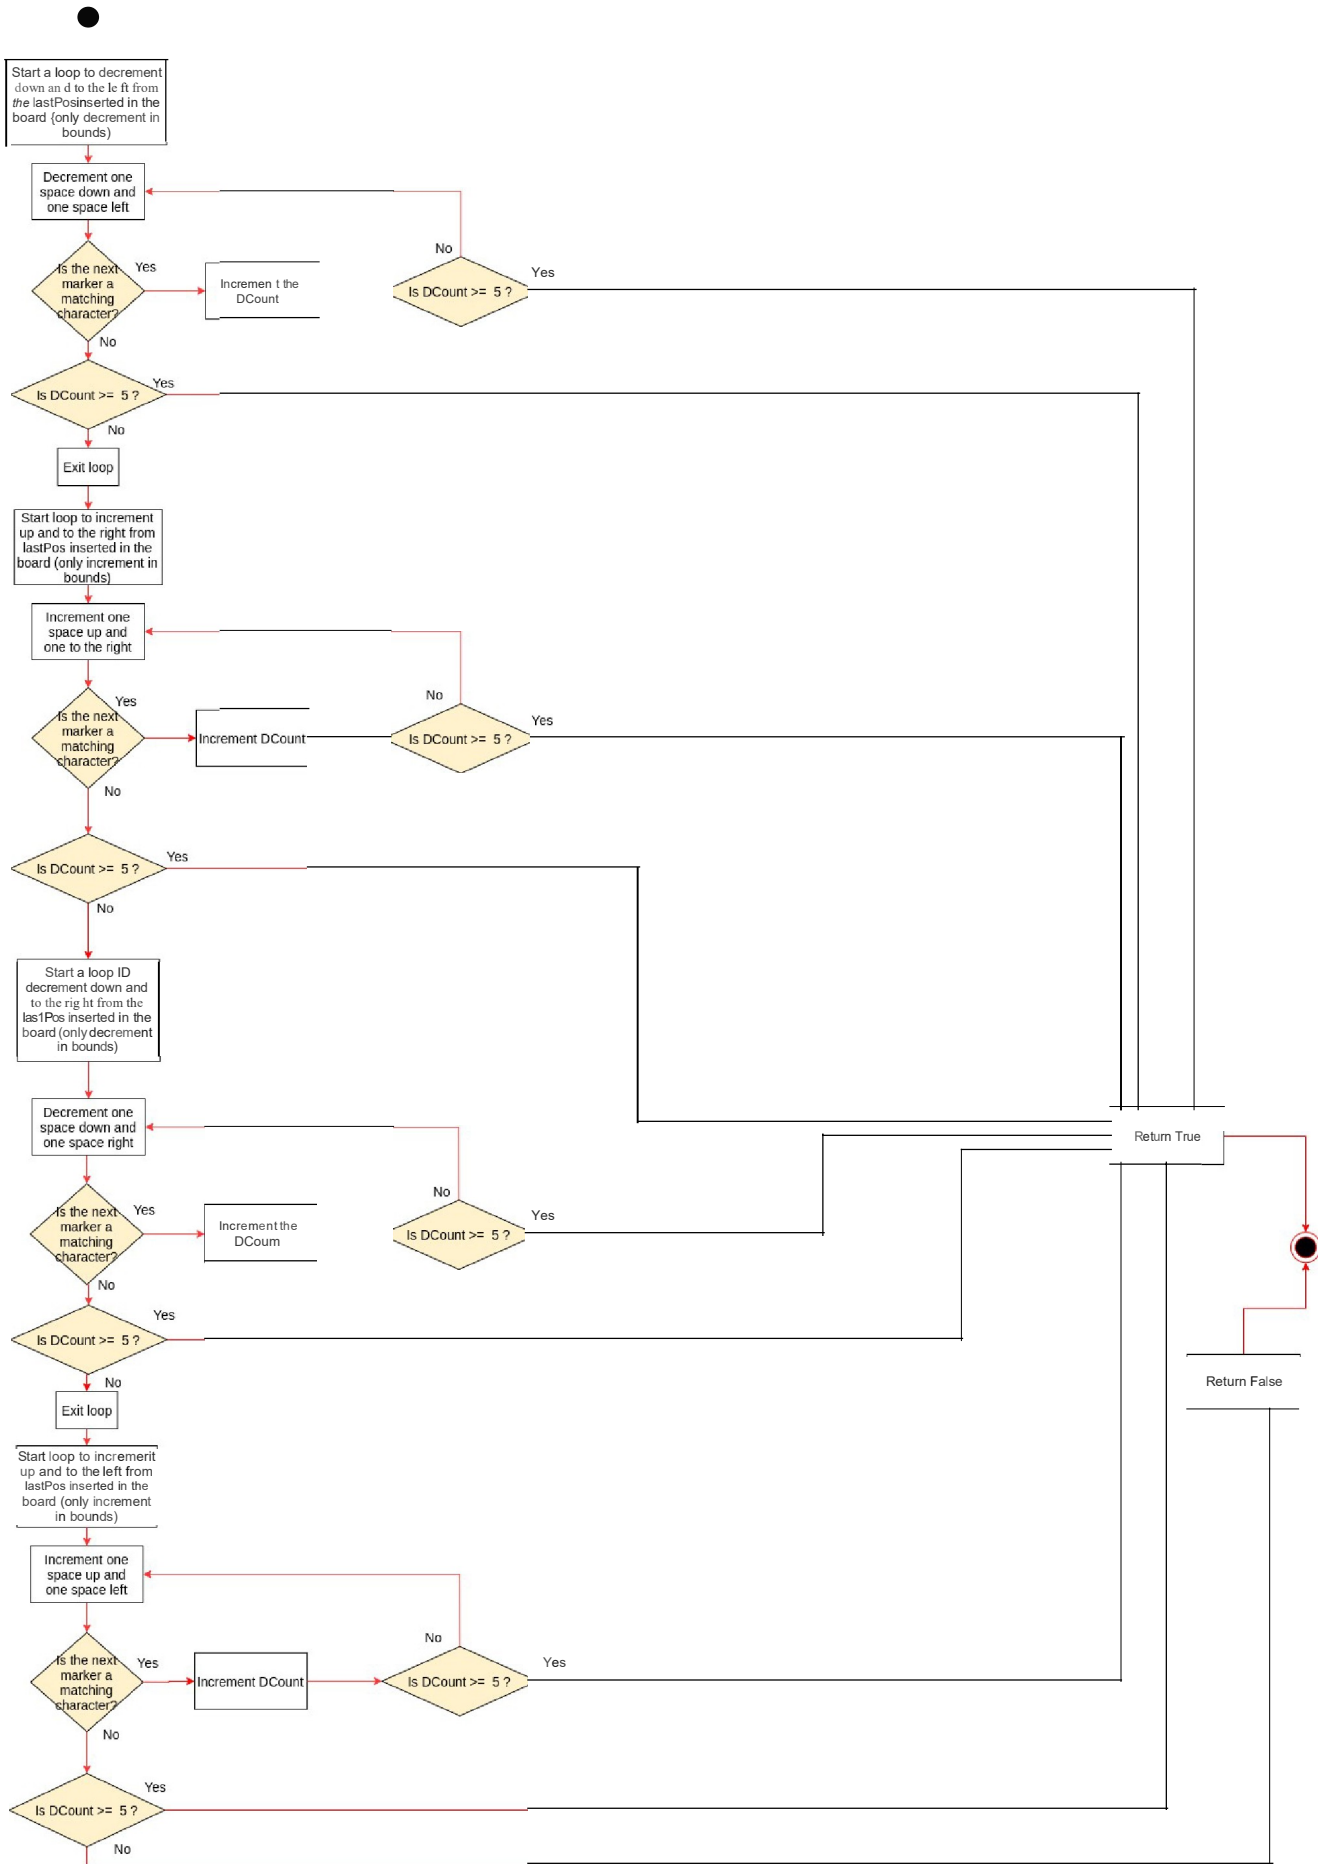 Start a loop to decrement
down an d to the le ft from
the lastPosinserted in the
board {only decrement in
bounds)
Decrement one
space down and
one space left
No
Yes
Is the next
marker a
matching
character?
Yes
Incremen t the
DCount
Is DCount >= 5 ?
No
Is DCount >= 5 ?
Yes
No
Exit loop
Start loop to increment
up and to the right from
lastPos inserted in the
board (only increment in
bounds)
Increment one
space up and
one to the right
No
Yes
Yes
Is the next
marker a
matching
character?
Increment DCount
Is DCount >= 5 ?
No
Is DCount >= 5 ?
Yes
No
Start a loop ID
decrement down and
to the rig ht from the
las1Pos inserted in the
board (only decrement
in bounds)
Decrement one
space down and
one space right
Return True
No
Yes
Is the next
marker a
matching
character?
Yes
Increment the
DCoum
Is DCount >= 5 ?
No
Is DCount >= 5 ?
Yes
No
Return False
Exit loop
Start loop to incremerit
up and to the left from
lastPos inserted in the
board (only increment
in bounds)
Increment one
space up and
one space left
No
Yes
Is the next
marker a
matching
character?
Yes
Increment DCount
Is DCount >= 5 ?
No
Is DCount >= 5 ?
Yes
No